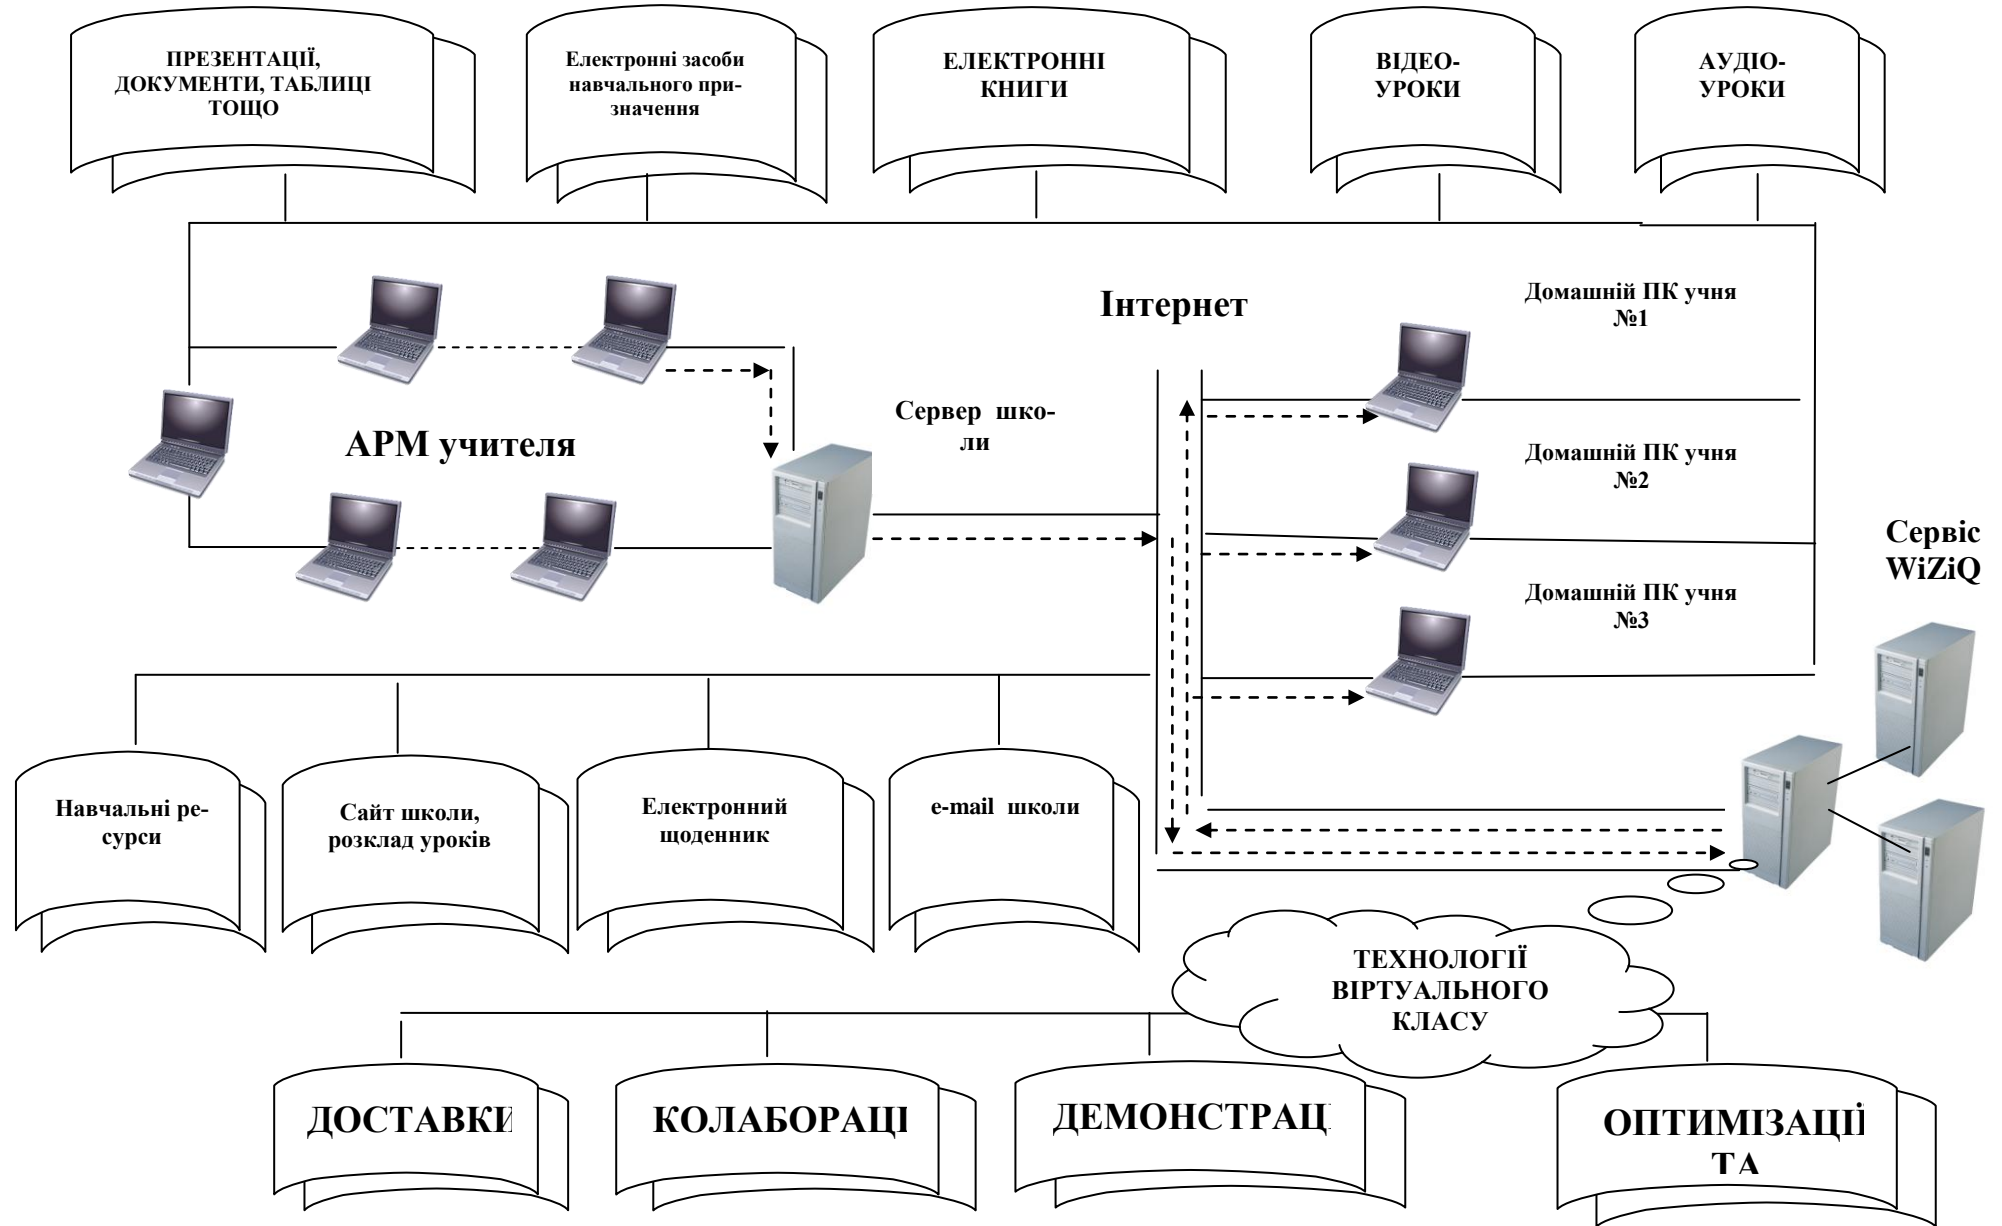 ПРЕЗЕНТАЦІЇ,
ДОКУМЕНТИ, ТАБЛИЦІ
ТОЩО
Електронні засоби
навчального при-
значення
ЕЛЕКТРОННІ
КНИГИ
ВІДЕО-
УРОКИ
АУДІО-
УРОКИ
Інтернет
Домашній ПК учня
№1
АРМ учителя
Сервер шко-
ли
Домашній ПК учня
№2
Сервіс
WiZiQ
Домашній ПК учня
№3
Навчальні ре-
сурси
Сайт школи,
розклад уроків
Електронний
щоденник
e-mail школи
ТЕХНОЛОГІЇ
ВІРТУАЛЬНОГО
КЛАСУ
ДОСТАВКИ
КОЛАБОРАЦІ
ДЕМОНСТРАЦ
ОПТИМІЗАЦІЇ
ТА